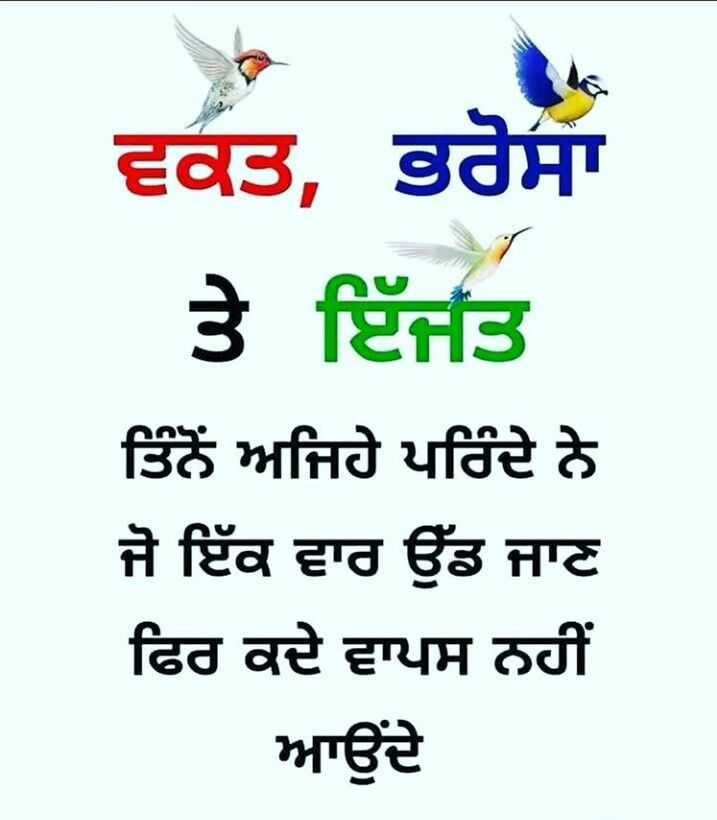 ਵਕਤ, ਭਰੋਸਾ
ਤੇ ਇੱਜਤ
ਤਿੰਨੋਂ ਅਜਿਹੇ ਪਰਿੰਦੇ ਨੇ
ਜੋ ਇੱਕ ਵਾਰ ਉੱਡ ਜਾਣ
ਫਿਰ ਕਦੇ ਵਾਪਸ ਨਹੀਂ
ਆਉਂਦੇ